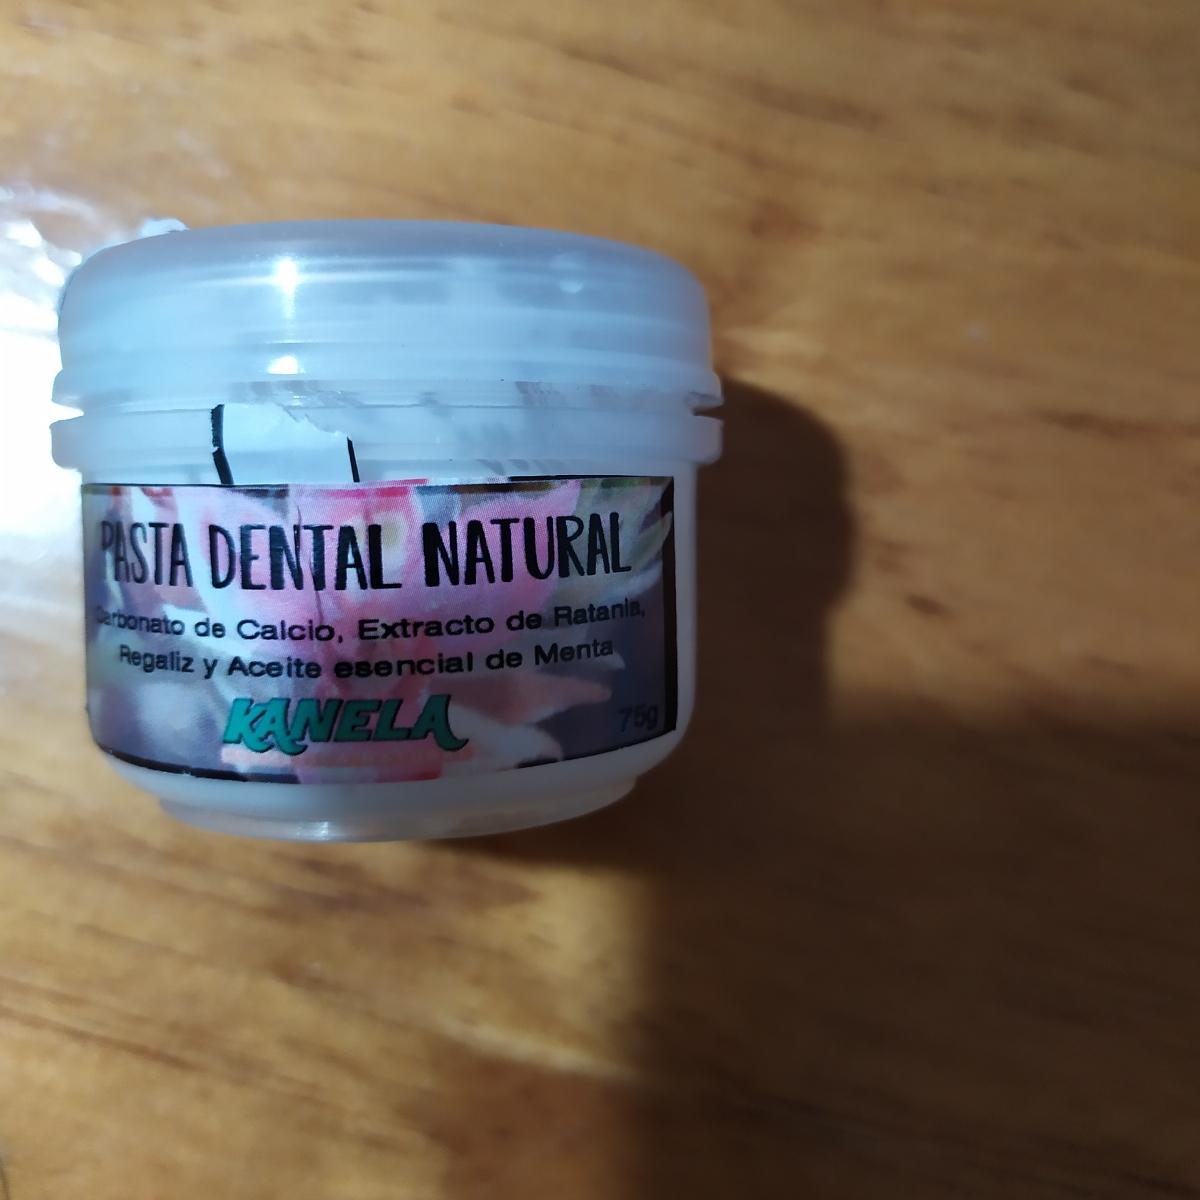 PASTA DENTAL NATURAL
Carbonato de Calcio, Extracto de Ratania,
Regaliz y Aceite esencial de Menta
KANELA
75g